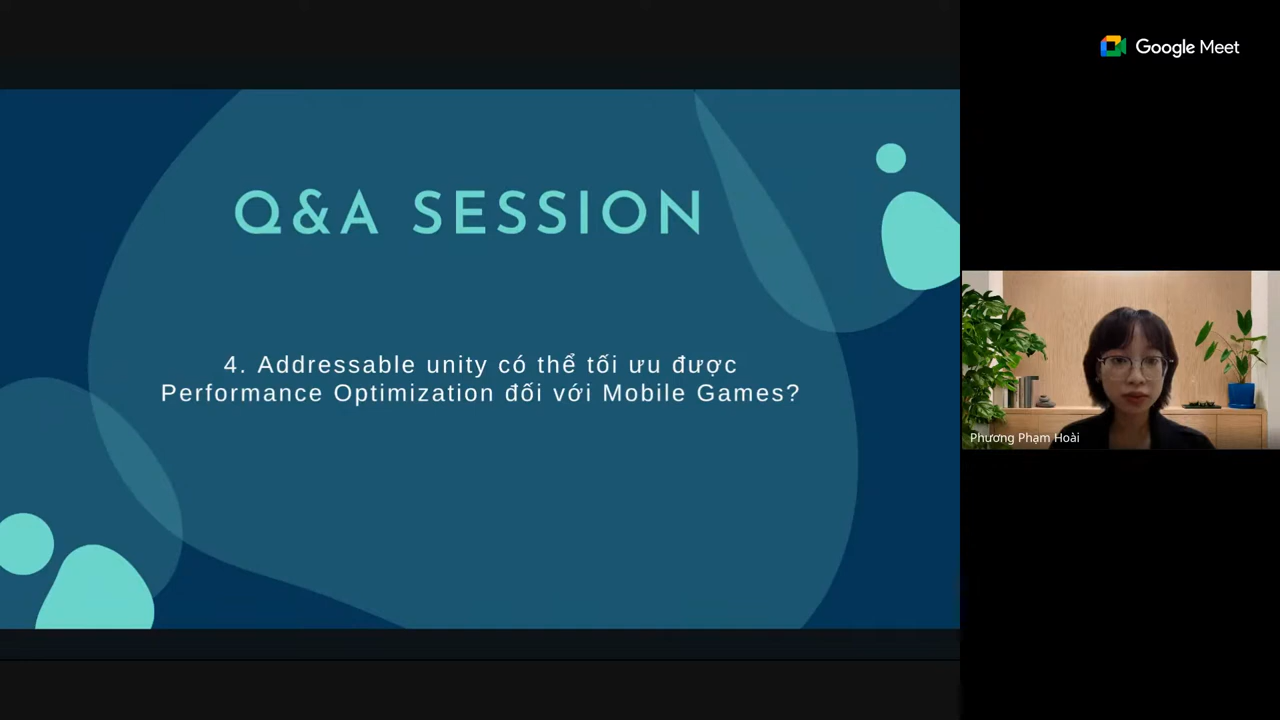 Google Meet
Q&A SESSION
4. Addressable unity có thể tối ưu được
Performance Optimization đối với Mobile Games?
Phương Phạm Hoài